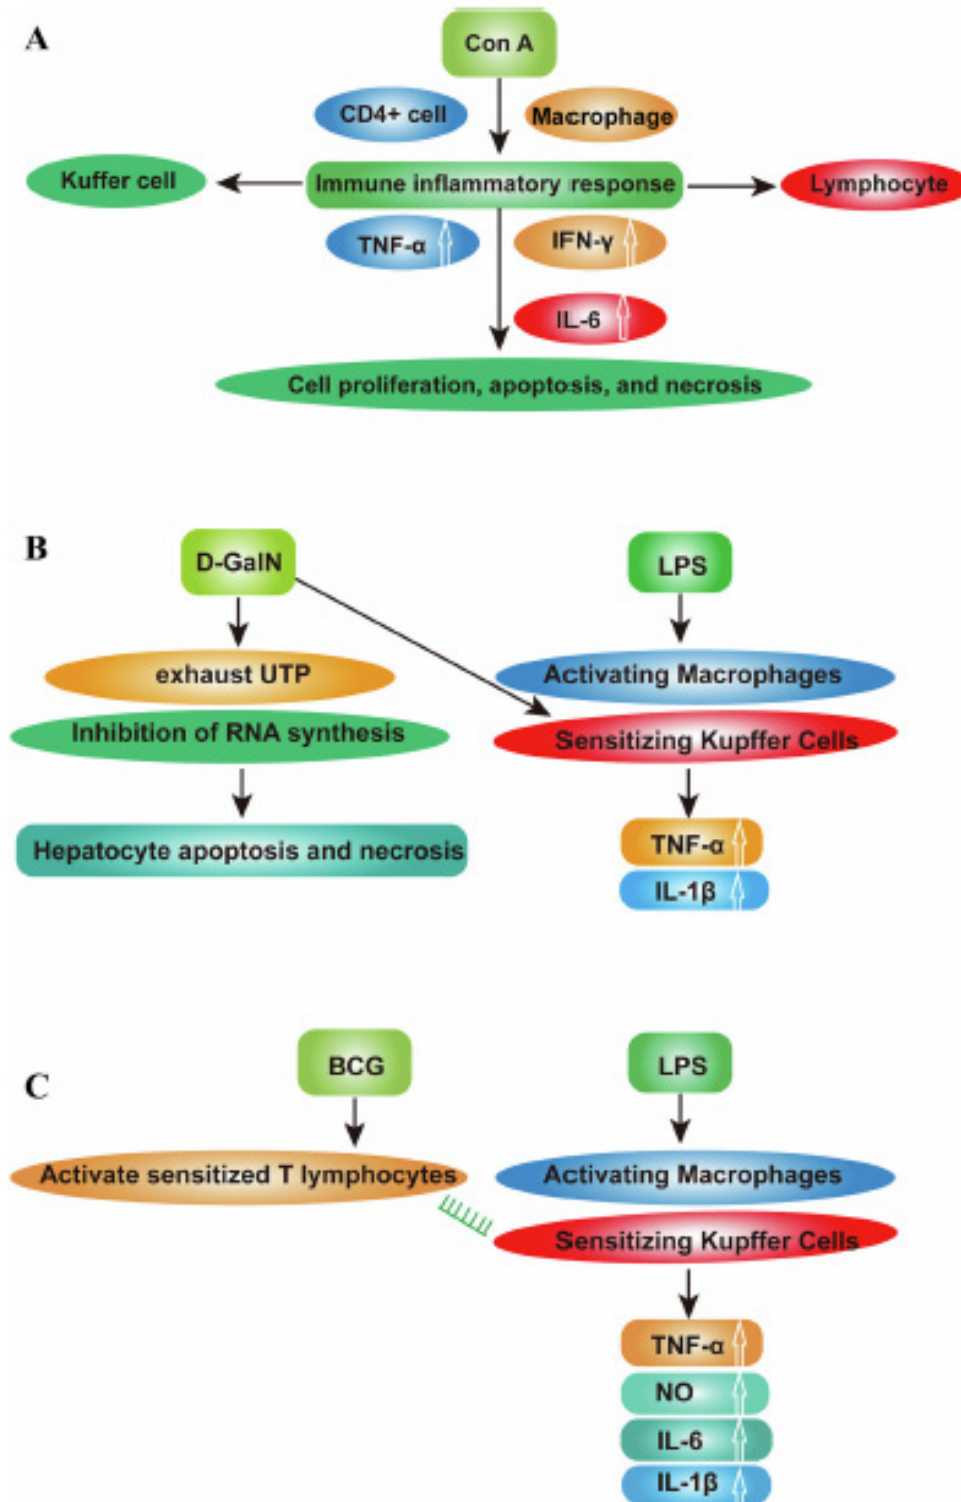 A
Con A
CD4+ cell
Macrophage
Kuffer cell
Immune inflammatory response
Lymphocyte
TNF-α
IFN-γ
IL-6
Cell proliferation, apoptosis, and necrosis
B
D-GalN
LPS
exhaust UTP
Activating Macrophages
Inhibition of RNA synthesis
Sensitizing Kupffer Cells
Hepatocyte apoptosis and necrosis
TNF-α
IL-1β
C
BCG
LPS
Activate sensitized T lymphocytes
Activating Macrophages
Sensitizing Kupffer Cells
TNF-α
NO
IL-6
IL-1β